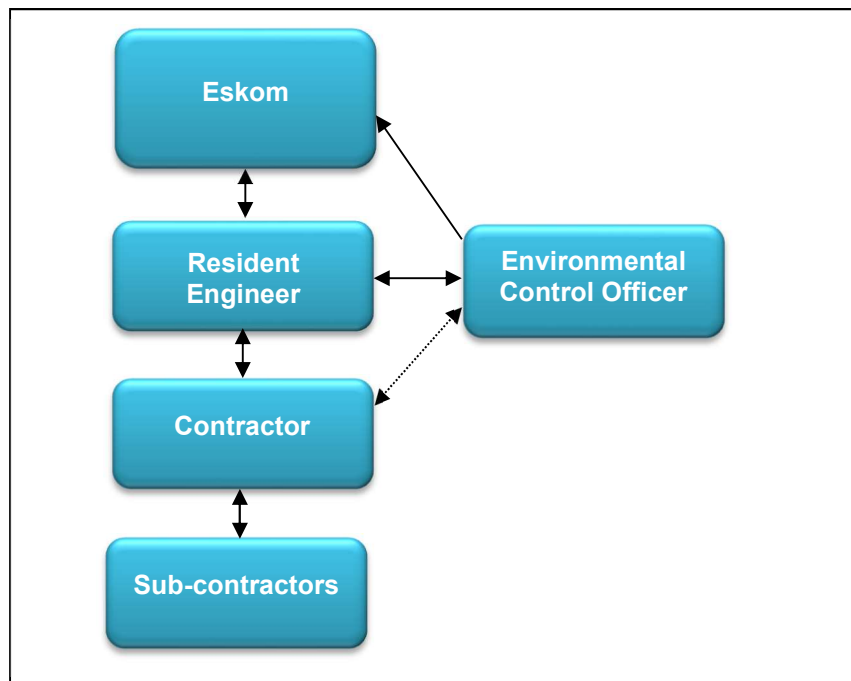 Eskom
Resident
Engineer
Environmental
Control Officer
Contractor
Sub-contractors